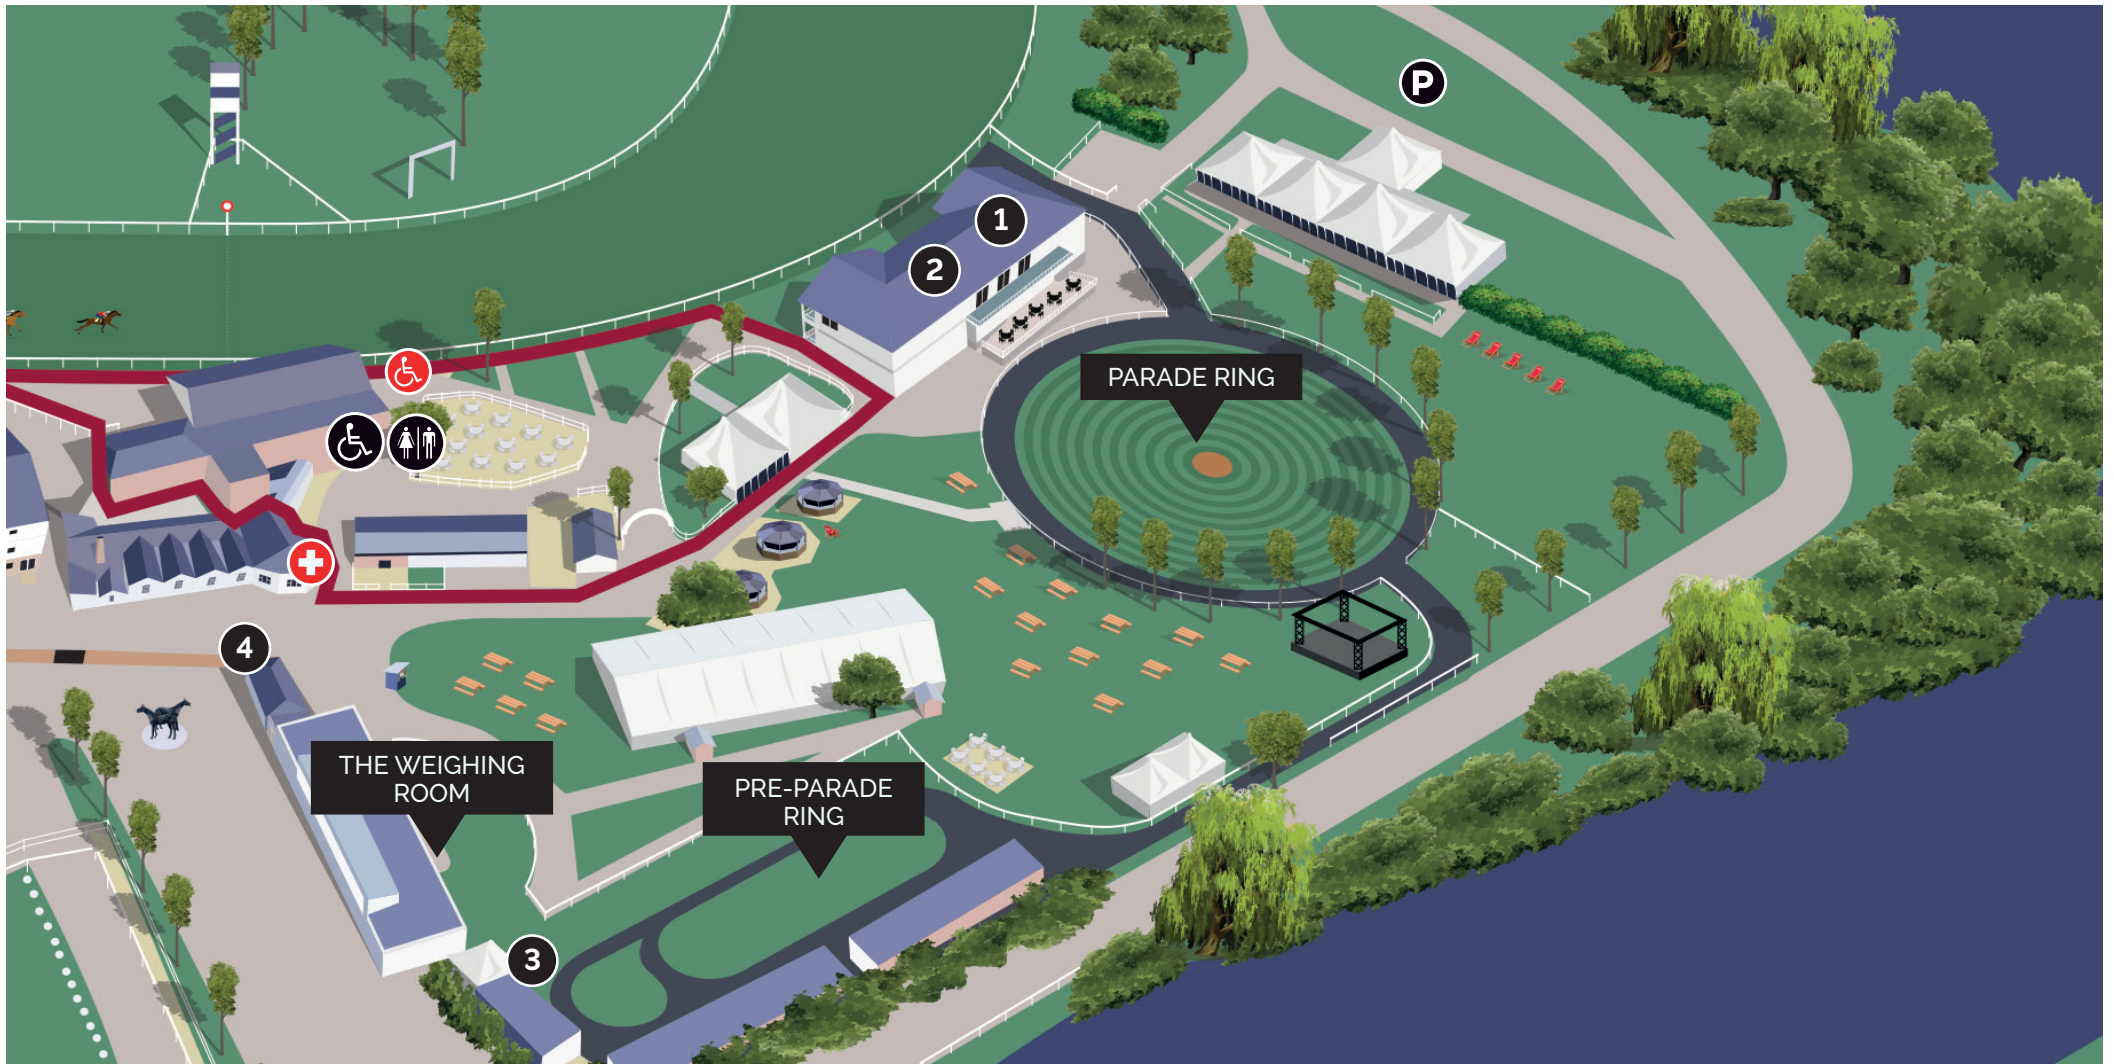 P
1
2
PARADE RING
4
THE WEIGHING
ROOM
PRE-PARADE
RING
3